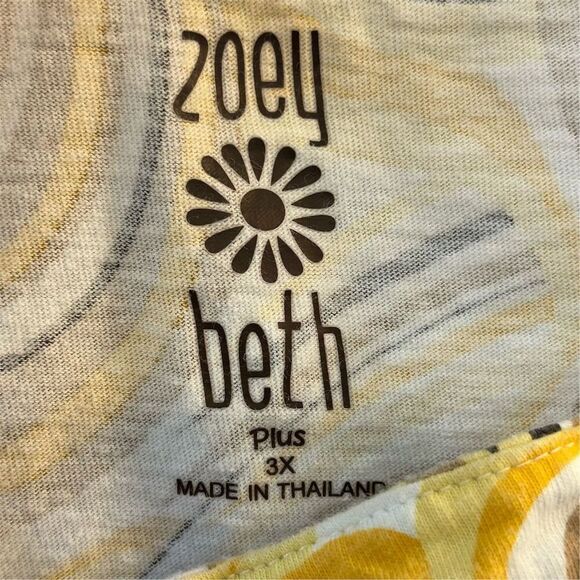 zoey
beth
Plus
3X
MADE IN THAILAND